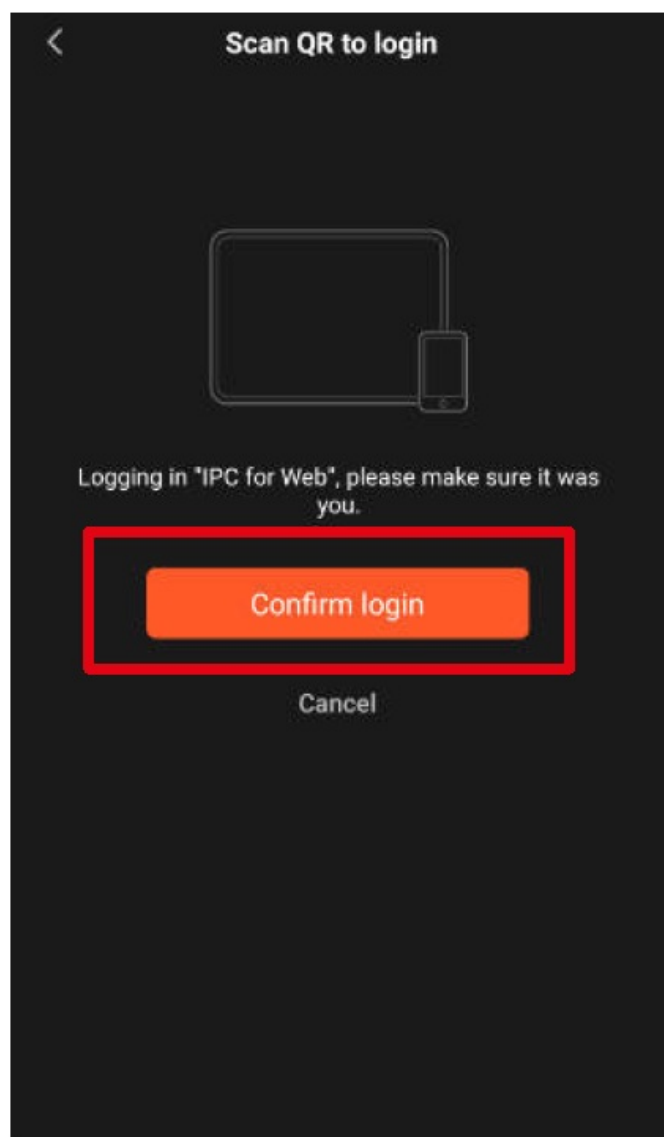 Scan QR to login
Logging in "IPC for Web", please make sure it was
you.
Confirm login
Cancel